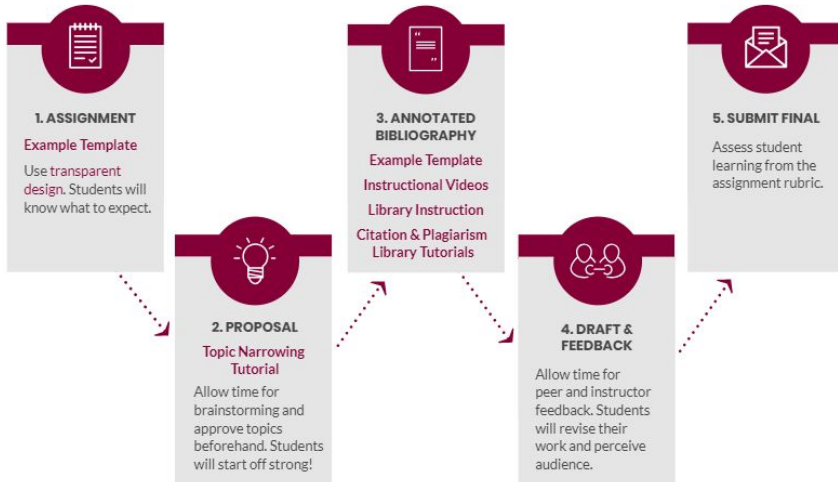 1. ASSIGNMENT
Example Template
Use transparent
design. Students will
know what to expect.
2. PROPOSAL
Topic Narrowing
Tutorial
Allow time for
brainstorming and
approve topics
beforehand. Students
will start off strong!
3. ANNOTATED
BIBLIOGRAPHY
Example Template
Instructional Videos
Library Instruction
Citation & Plagiarism
Library Tutorials
4. DRAFT &
FEEDBACK
Allow time for
peer and instructor
feedback. Students
will revise their
work and perceive
audience.
5. SUBMIT FINAL
Assess student
learning from the
assignment rubric.